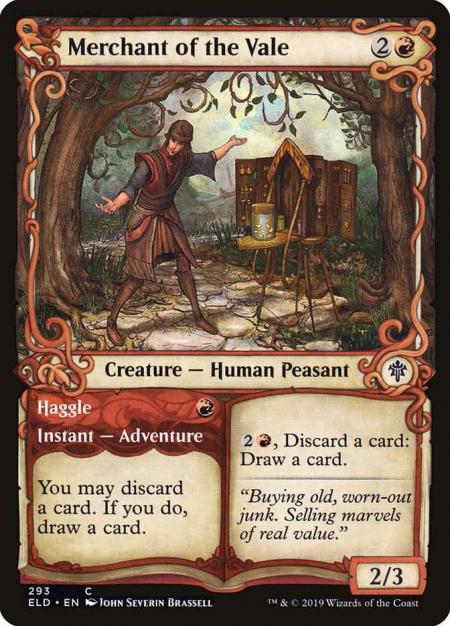 Merchant of the Vale
2
Creature — Human Peasant
Haggle
Instant — Adventure
You may discard
a card. If you do,
draw a card.
2, Discard a card:
Draw a card.
“Buying old, worn-out
junk. Selling marvels
of real value.”
2/3
293 C
ELD • EN John Severin Brassell
™ & © 2019 Wizards of the Coast